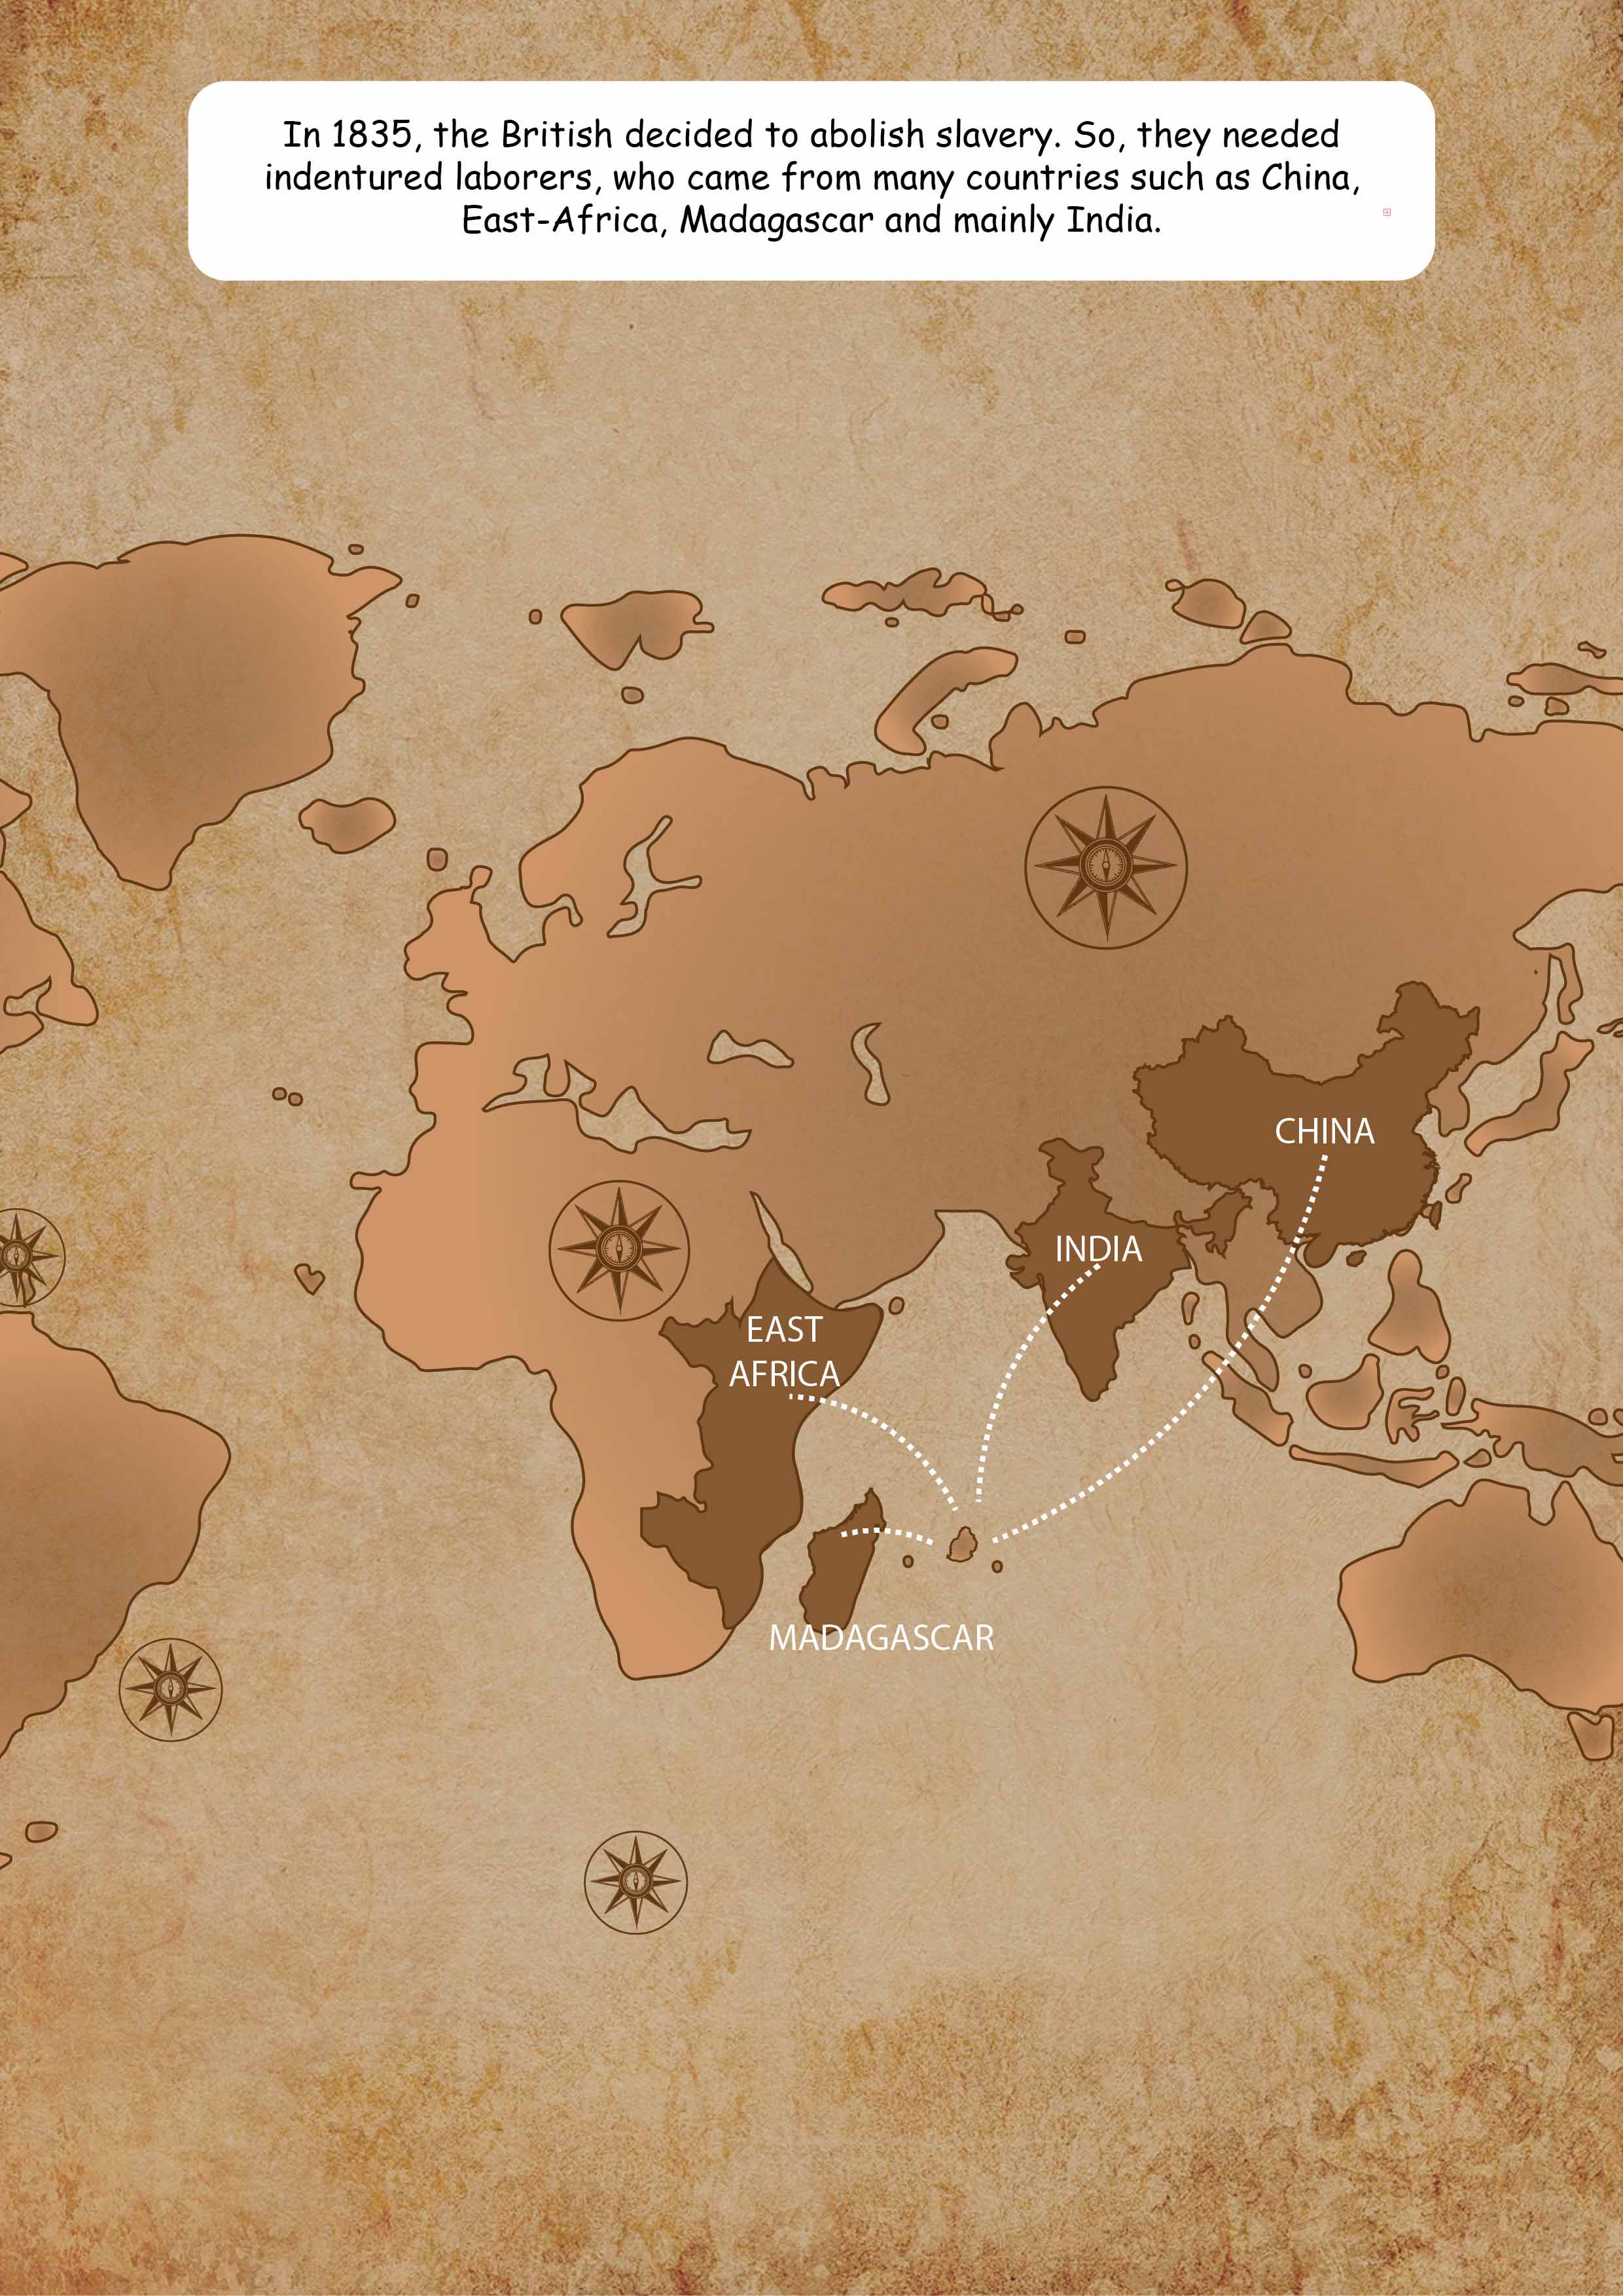 In 1835, the British decided to abolish slavery. So, they needed
indentured laborers, who came from many countries such as China,
East-Africa, Madagascar and mainly India.
CHINA
INDIA
EAST
AFRICA
MADAGASCAR